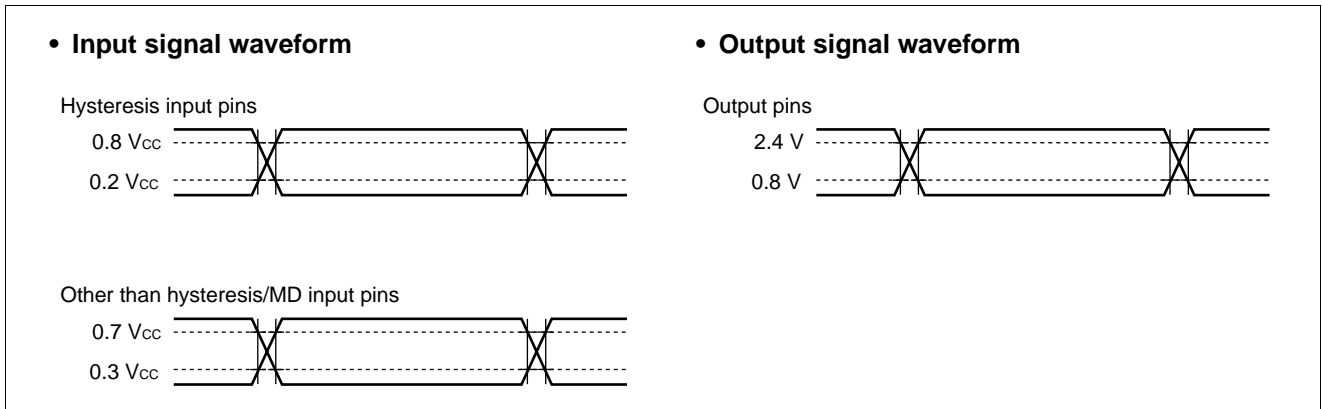 • Input signal waveform
Hysteresis input pins
0.8 Vcc
0.2 Vcc
Other than hysteresis/MD input pins
0.7 Vcc
0.3 Vcc
• Output signal waveform
Output pins
2.4 V
0.8 V